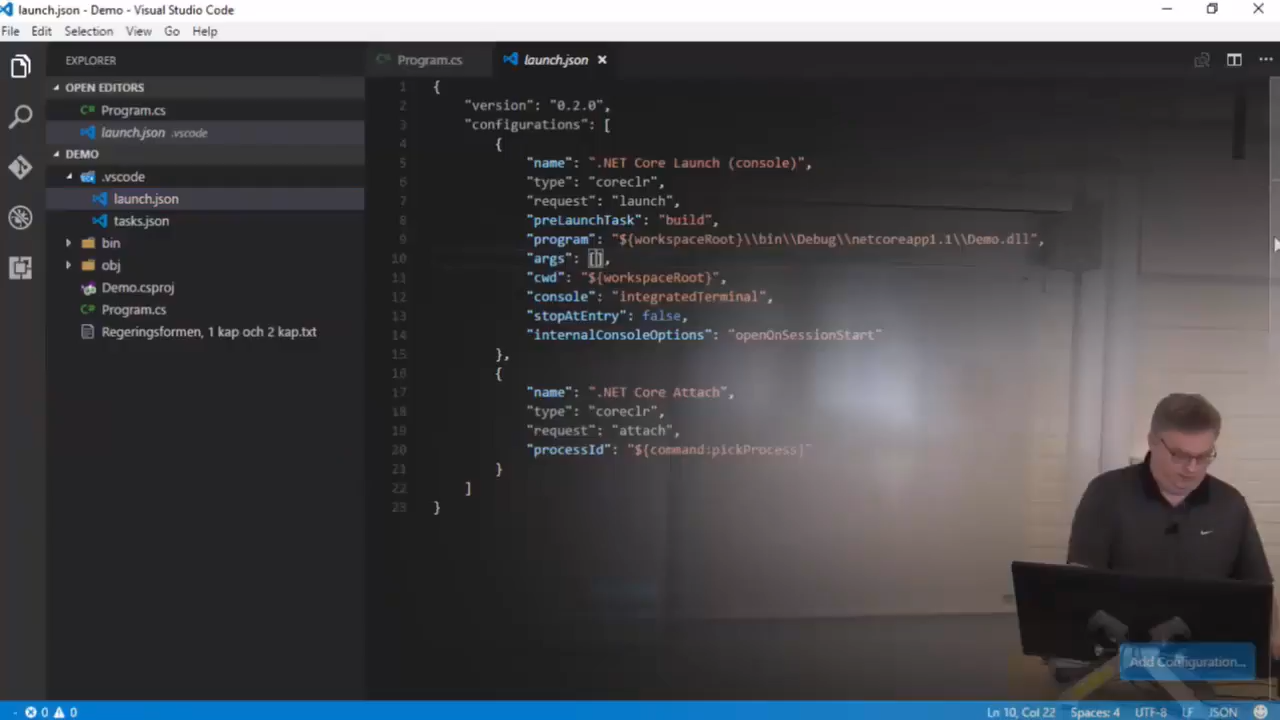 launch.json - Demo - Visual Studio Code
File Edit Selection View Go Help
EXPLORER
OPEN EDITORS
Program.cs
launch.json .vscode
DEMO
.vscode
launch.json
tasks.json
bin
obj
Demo.csproj
Program.cs
Regeringsformen, 1 kap och 2 kap.txt
Program.cs launch.json
1 {
2 "version": "0.2.0",
3 "configurations": [
4 {
5 "name": ".NET Core Launch (console)",
6 "type": "coreclr",
7 "request": "launch",
8 "preLaunchTask": "build",
9 "program": "${workspaceRoot}\\bin\\Debug\\netcoreapp1.1\\Demo.dll",
10 "args": [],
11 "cwd": "${workspaceRoot}",
12 "console": "integratedTerminal",
13 "stopAtEntry": false,
14 "internalConsoleOptions": "openOnSessionStart"
15 },
16 {
17 "name": ".NET Core Attach",
18 "type": "coreclr",
19 "request": "attach",
20 "processId": "${command:pickProcess}"
21 }
22 ]
23 }
Add Configuration...
0 0 Ln 10, Col 22 Spaces: 4 UTF-8 LF JSON